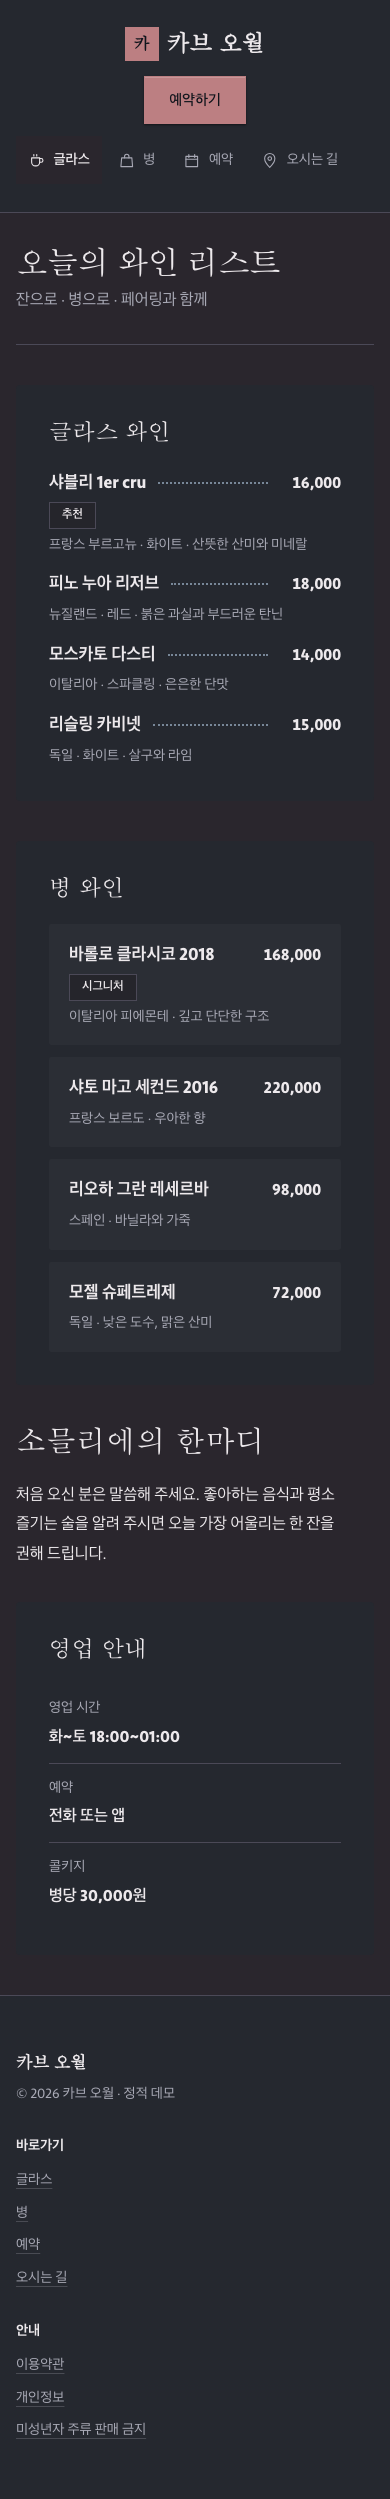 카 카브 오월
예약하기
글라스 병 예약 오시는 길
오늘의 와인 리스트
잔으로 · 병으로 · 페어링과 함께
글라스 와인
샤블리 1er cru 16,000
추천
프랑스 부르고뉴 · 화이트 · 산뜻한 산미와 미네랄
피노 누아 리저브 18,000
뉴질랜드 · 레드 · 붉은 과실과 부드러운 탄닌
모스카토 다스티 14,000
이탈리아 · 스파클링 · 은은한 단맛
리슬링 카비넷 15,000
독일 · 화이트 · 살구와 라임
병 와인
바롤로 클라시코 2018 168,000
시그니처
이탈리아 피에몬테 · 깊고 단단한 구조
샤토 마고 세컨드 2016 220,000
프랑스 보르도 · 우아한 향
리오하 그란 레세르바 98,000
스페인 · 바닐라와 가죽
모젤 슈페트레제 72,000
독일 · 낮은 도수, 맑은 산미
소믈리에의 한마디
처음 오신 분은 말씀해 주세요. 좋아하는 음식과 평소
즐기는 술을 알려 주시면 오늘 가장 어울리는 한 잔을
권해 드립니다.
영업 안내
영업 시간
화~토 18:00~01:00
예약
전화 또는 앱
콜키지
병당 30,000원
카브 오월
© 2026 카브 오월 · 정적 데모
바로가기
글라스
병
예약
오시는 길
안내
이용약관
개인정보
미성년자 주류 판매 금지